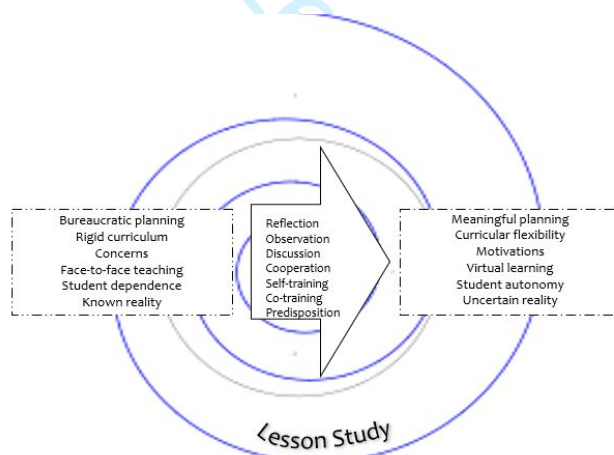 Bureaucratic planning
Rigid curriculum
Concerns
Face-to-face teaching
Student dependence
Known reality
Reflection
Observation
Discussion
Cooperation
Self-training
Co-training
Predisposition
Meaningful planning
Curricular flexibility
Motivations
Virtual learning
Student autonomy
Uncertain reality
Lesson Study